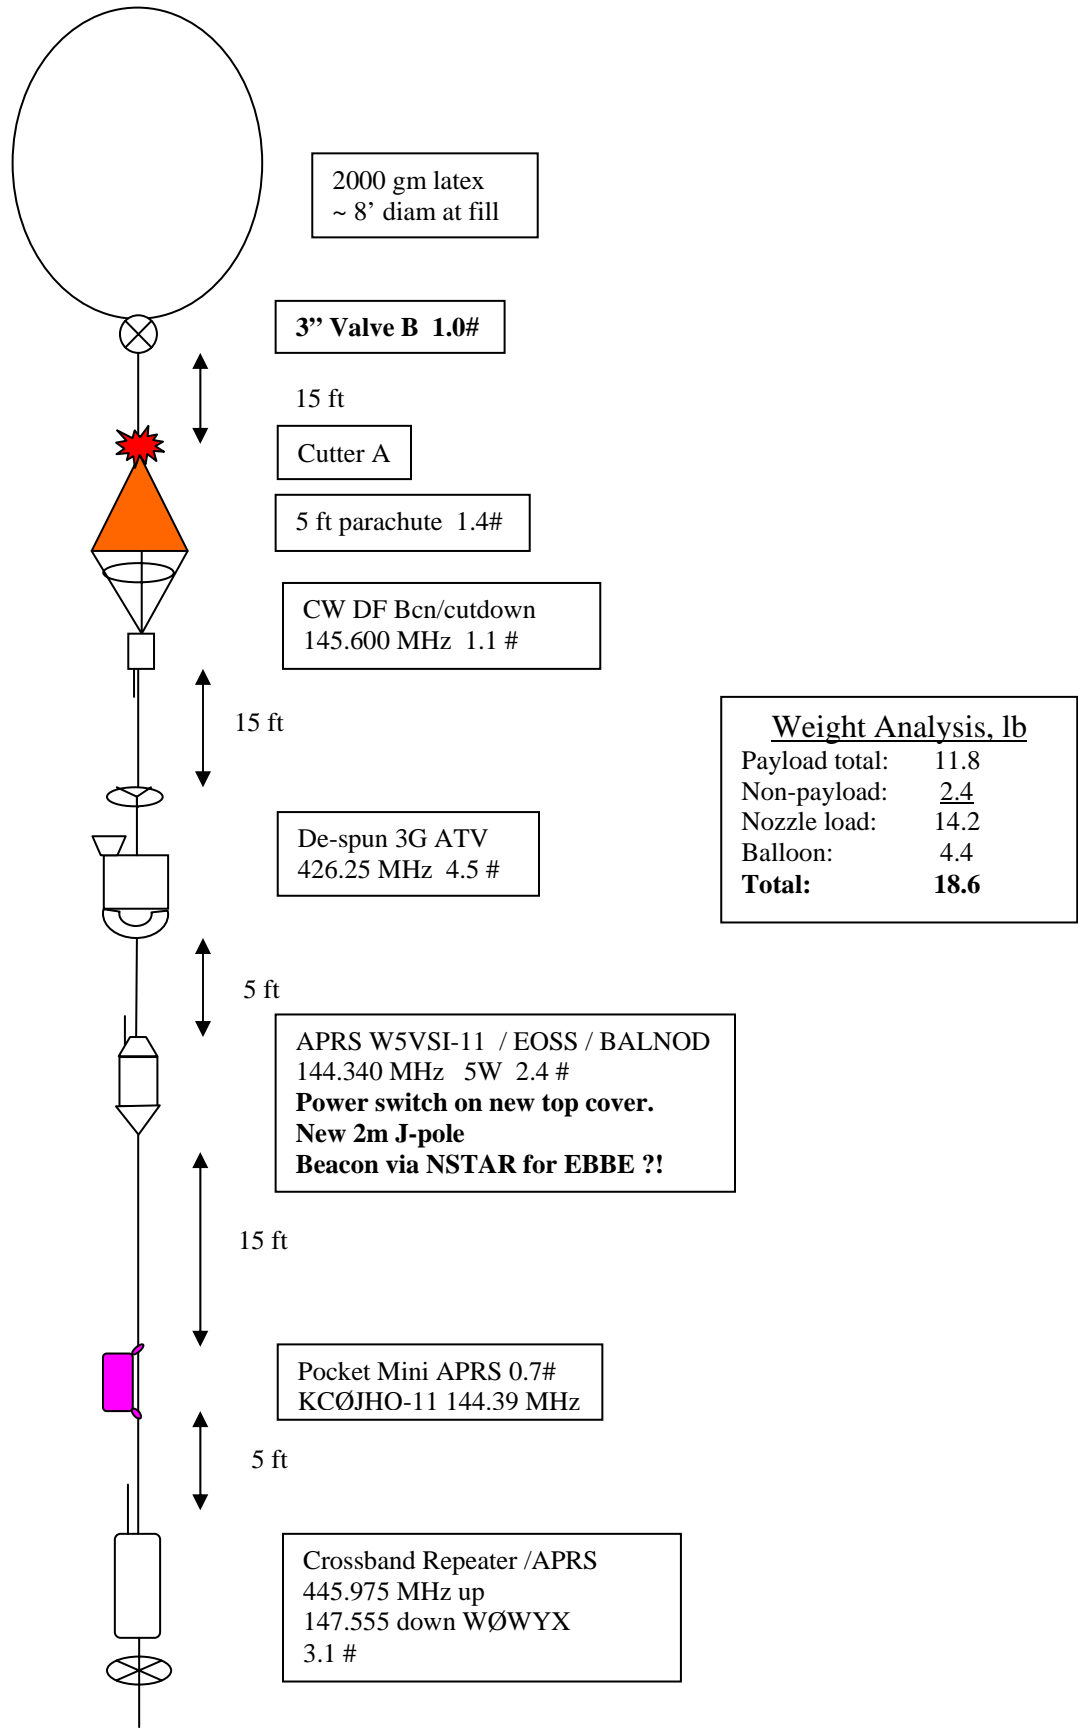 2000 gm latex
~ 8’ diam at fill
3” Valve B 1.0#
15 ft
Cutter A
5 ft parachute 1.4#
CW DF Bcn/cutdown
145.600 MHz 1.1 #
15 ft
Weight Analysis, lb
Payload total: 11.8
Non-payload: 2.4
Nozzle load: 14.2
Balloon: 4.4
Total: 18.6
De-spun 3G ATV
426.25 MHz 4.5 #
5 ft
APRS W5VSI-11 / EOSS / BALNOD
144.340 MHz 5W 2.4 #
Power switch on new top cover.
New 2m J-pole
Beacon via NSTAR for EBBE ?!
15 ft
Pocket Mini APRS 0.7#
KCØJHO-11 144.39 MHz
5 ft
Crossband Repeater /APRS
445.975 MHz up
147.555 down WØWYX
3.1 #